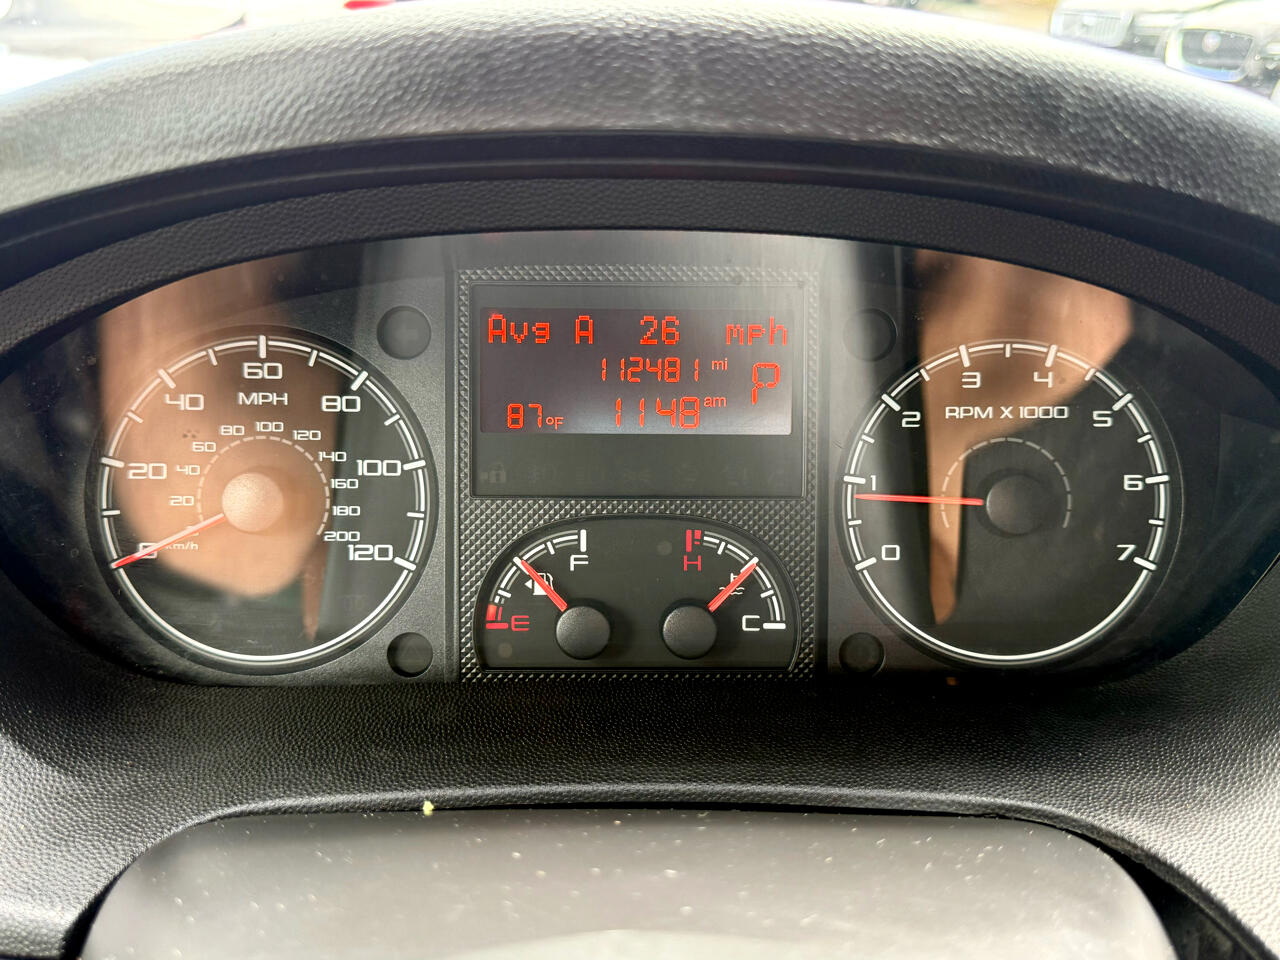 Avg A 26 mph
112481 mi
P
87°F 1148 am
0 20 40 60 80 100 120
MPH
20 40 60 80 100 120 140 160 180 200
km/h
0 1 2 3 4 5 6 7
RPM X 1000
F
E
H
C